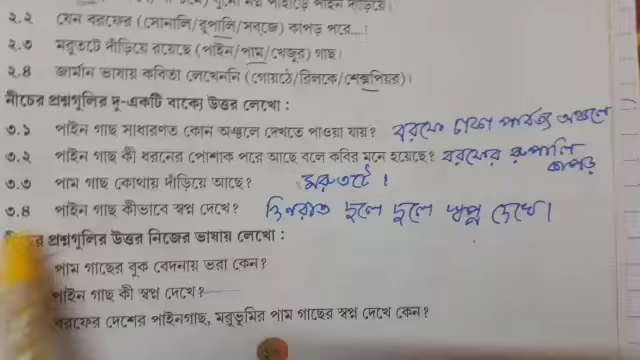 বুনো নগ্ন পাহাড়ে পাইন দাঁড়িয়ে।
২.২ যেন বরফের (সোনালি/রুপালি/সবুজে) কাপড় পরে...।
২.৩ মরুতটে দাঁড়িয়ে রয়েছে (পাইন/পাম/খেজুর) গাছ।
২.৪ জার্মান ভাষায় কবিতা লেখেননি (গোয়টে/রিলকে/শেক্সপিয়র)।
নীচের প্রশ্নগুলির দু-একটি বাক্যে উত্তর লেখো :
৩.১ পাইন গাছ সাধারণত কোন অঞ্চলে দেখতে পাওয়া যায়? বরফে ঢাকা পার্বত্য অঞ্চলে
৩.২ পাইন গাছ কী ধরনের পোশাক পরে আছে বলে কবির মনে হয়েছে? বরফের রুপালি কাপড়
৩.৩ পাম গাছ কোথায় দাঁড়িয়ে আছে? মরুতটে।
৩.৪ পাইন গাছ কীভাবে স্বপ্ন দেখে? দিনরাত দুলে দুলে স্বপ্ন দেখে।
প্রশ্নগুলির উত্তর নিজের ভাষায় লেখো :
পাম গাছের বুক বেদনায় ভরা কেন?
পাইন গাছ কী স্বপ্ন দেখে?
বরফের দেশের পাইনগাছ, মরুভূমির পাম গাছের স্বপ্ন দেখে কেন?